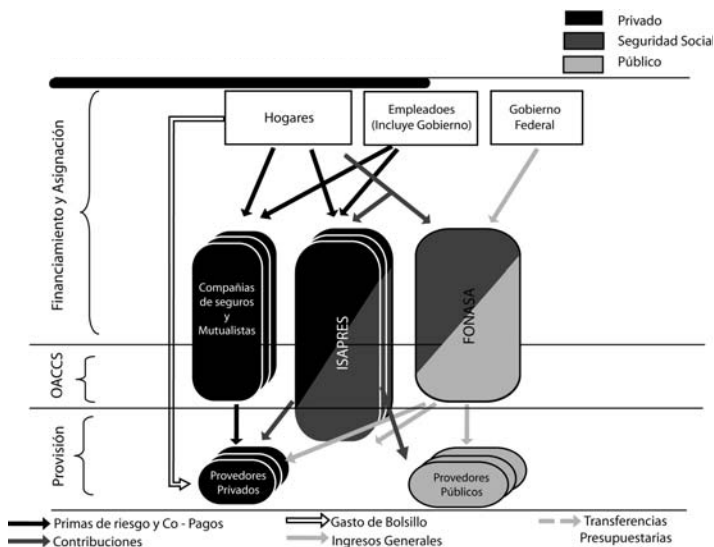 Privado
Seguridad Social
Público
Financiamiento y Asignación
Hogares
Empleadoes
(Incluye Gobierno)
Gobierno
Federal
Compañias
de seguros
y
Mutualistas
ISAPRES
FONASA
OACCS
Provisión
Provedores
Privados
Provedores
Públicos
Primas de riesgo y Co - Pagos
Gasto de Bolsillo
Transferencias
Presupuestarias
Contribuciones
Ingresos Generales